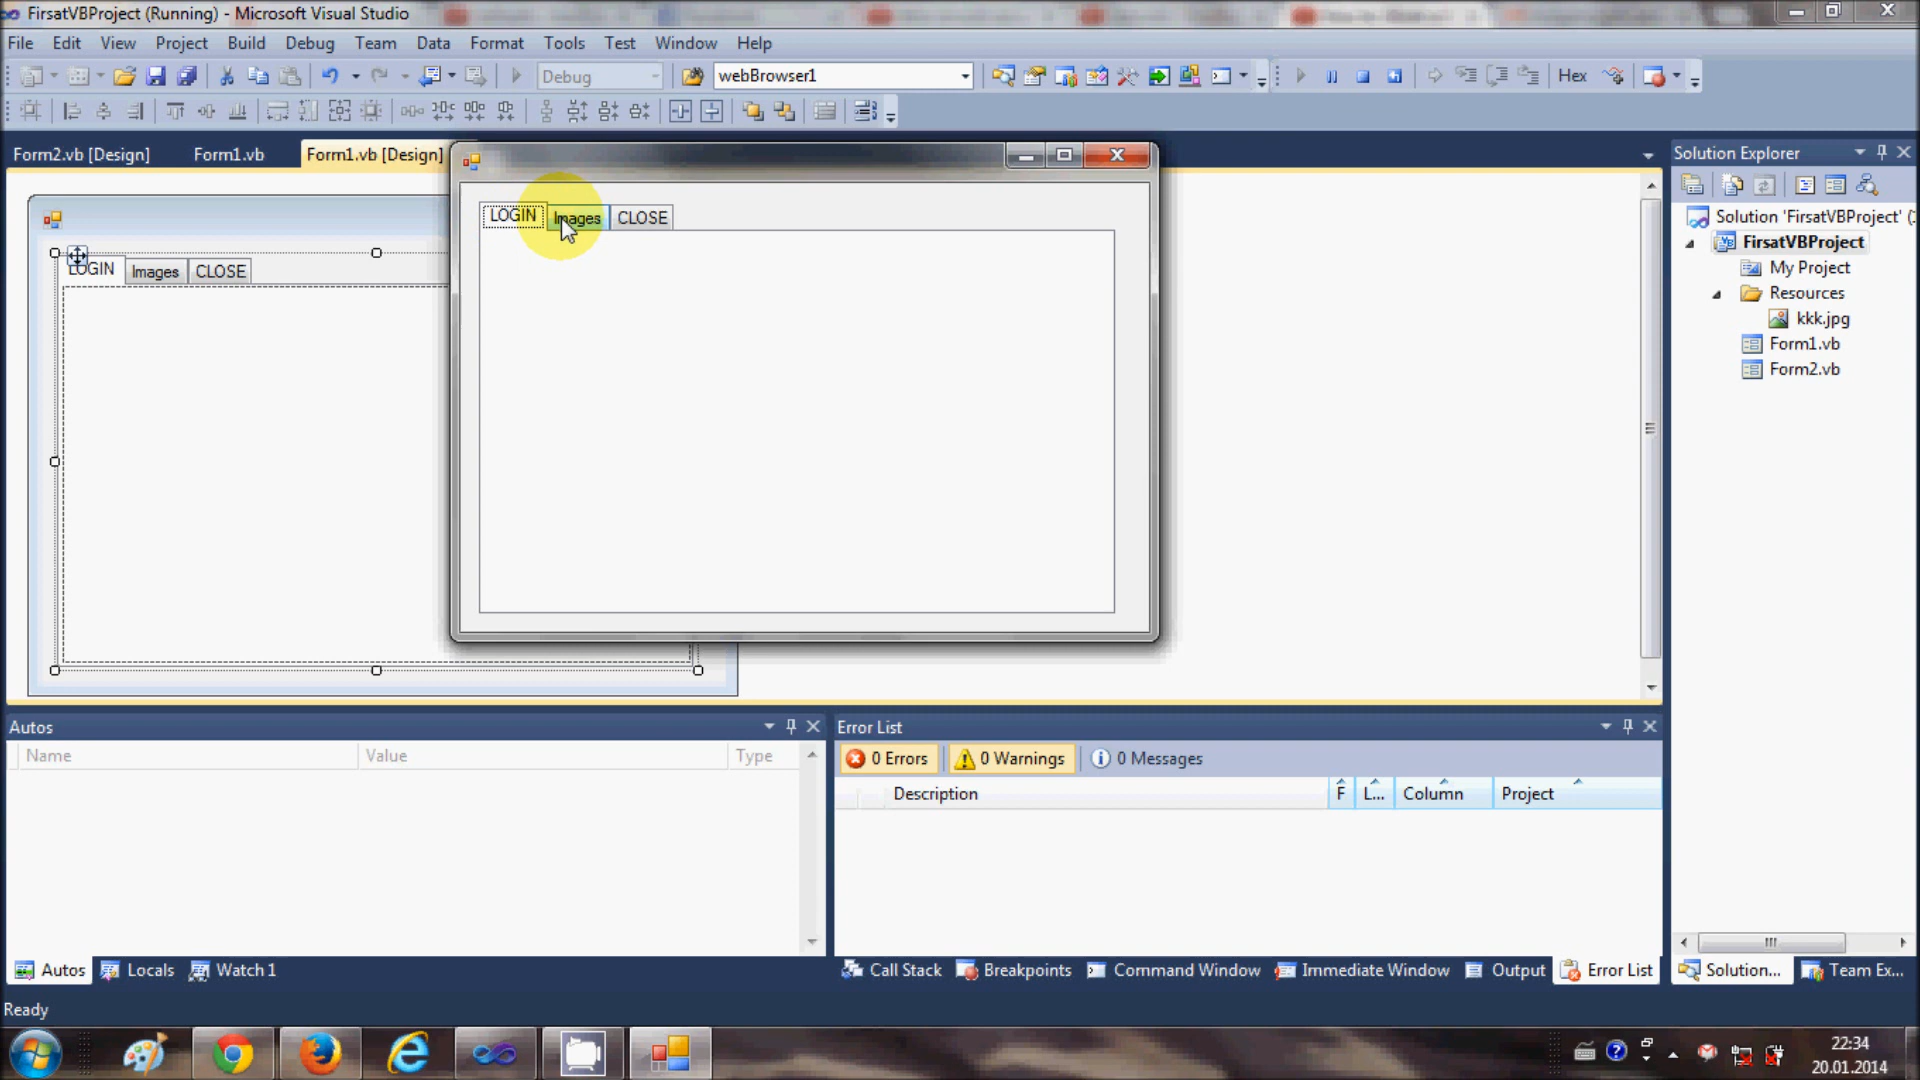 FirsatVBProject (Running) - Microsoft Visual Studio
File Edit View Project Build Debug Team Data Format Tools Test Window Help
Debug webBrowser1 Hex
Form2.vb [Design] Form1.vb Form1.vb [Design]
Solution Explorer
LOGIN Images CLOSE
LOGIN Images CLOSE
Solution 'FirsatVBProject' (
FirsatVBProject
My Project
Resources
kkk.jpg
Form1.vb
Form2.vb
Autos
Name Value Type
Error List
0 Errors 0 Warnings 0 Messages
Description F L... Column Project
Autos Locals Watch 1
Call Stack Breakpoints Command Window Immediate Window Output Error List
Solution... Team Ex...
Ready
22:34
20.01.2014